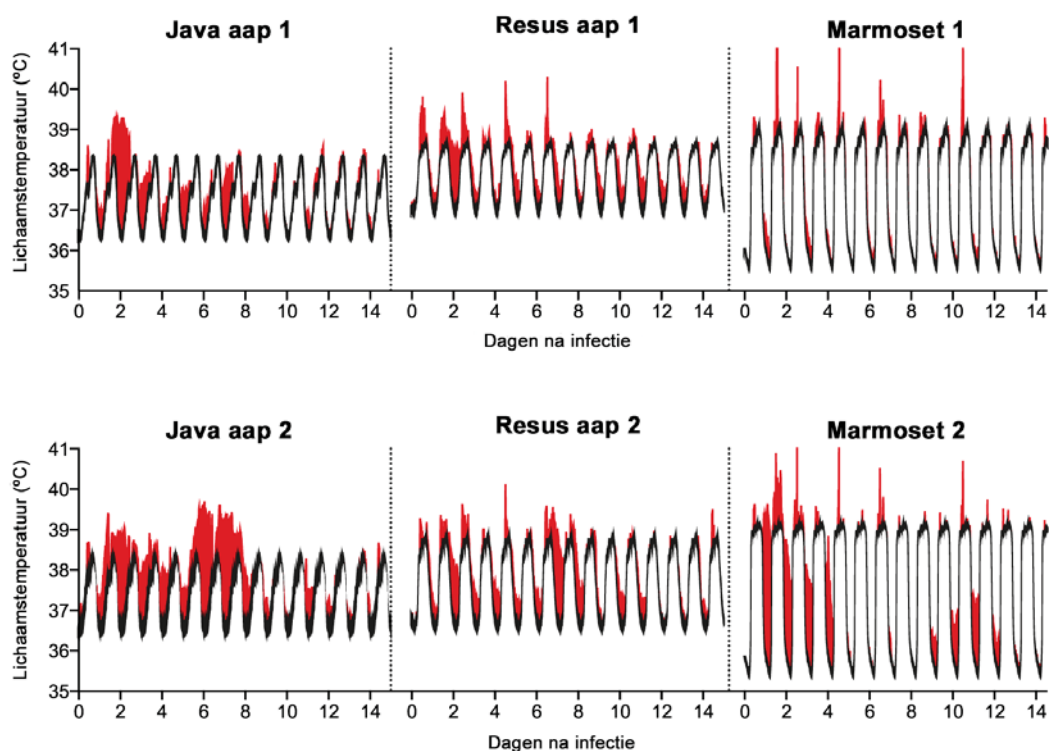 Java aap 1 Resus aap 1 Marmoset 1
Lichaamstemperatuur (ºC)
41
40
39
38
37
36
35
0 2 4 6 8 10 12 14 0 2 4 6 8 10 12 14 0 2 4 6 8 10 12 14
Dagen na infectie
Java aap 2 Resus aap 2 Marmoset 2
Lichaamstemperatuur (ºC)
41
40
39
38
37
36
35
0 2 4 6 8 10 12 14 0 2 4 6 8 10 12 14 0 2 4 6 8 10 12 14
Dagen na infectie